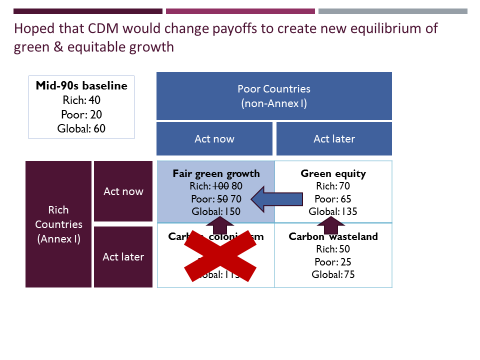 Hoped that CDM would change payoffs to create new equilibrium of
green & equitable growth
Mid-90s baseline
Rich: 40
Poor: 20
Global: 60
Poor Countries
(non-Annex I)
Act now
Act later
Rich
Countries
(Annex I)
Act now
Act later
Fair green growth
Rich: 100 80
Poor: 50 70
Global: 150
Green equity
Rich: 70
Poor: 65
Global: 135
Carbon wasteland
Rich: 50
Poor: 25
Global: 75